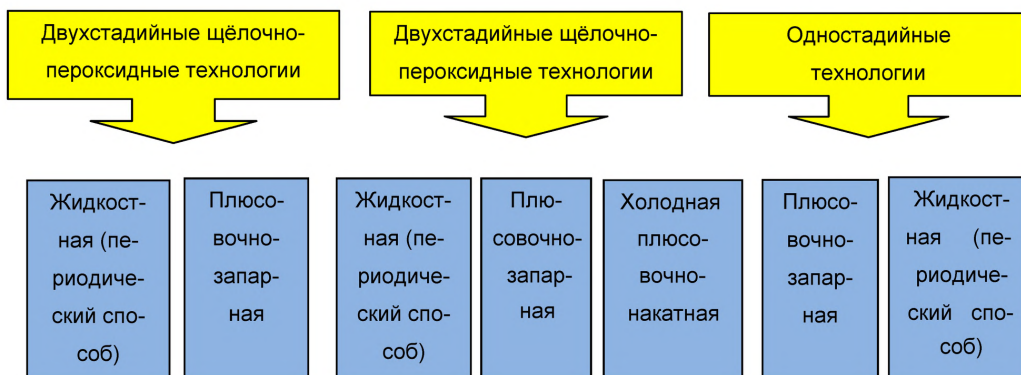 Двухстадийные щёлочно-
пероксидные технологии
Двухстадийные щёлочно-
пероксидные технологии
Одностадийные
технологии
Жидкост-
ная (пе-
риодиче-
ский спо-
соб)
Плюсо-
вочно-
запар-
ная
Жидкост-
ная (пе-
риодиче-
ский спо-
соб)
Плю-
совочно-
запар-
ная
Холодная
плюсо-
вочно-
накатная
Плюсо-
вочно-
запар-
ная
Жидкост-
ная (пе-
риодиче-
ский спо-
соб)